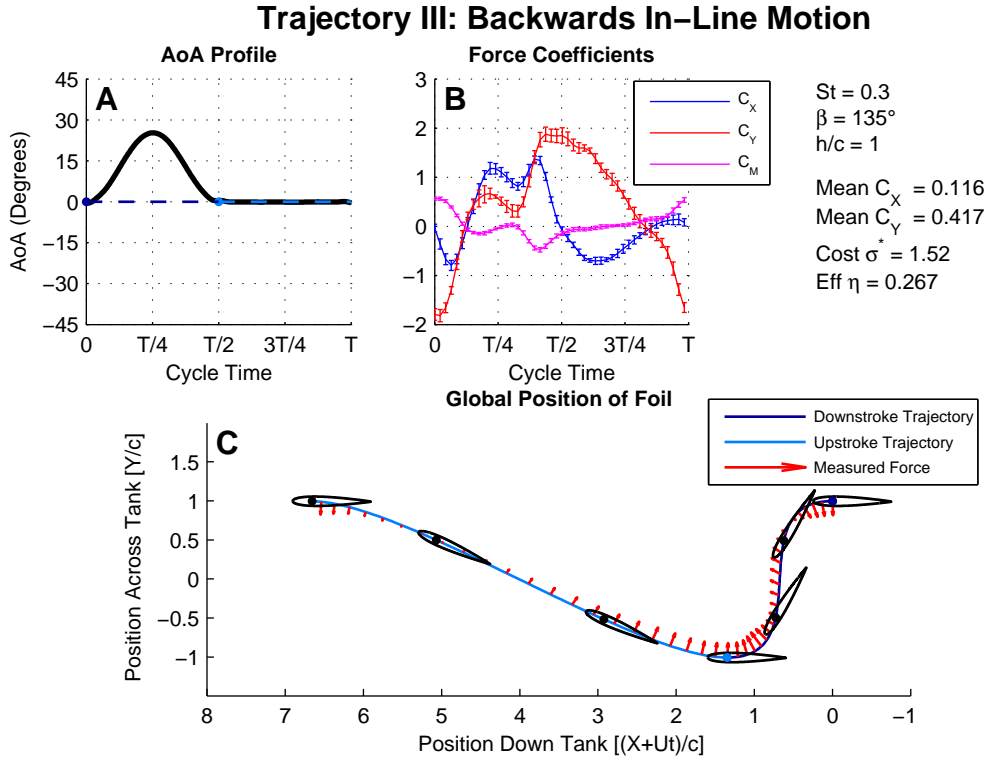 Trajectory III: Backwards In−Line Motion
AoA Profile
A
45
30
15
0
−15
−30
−45
AoA (Degrees)
0 T/4 T/2 3T/4 T
Cycle Time
Force Coefficients
B
3
2
1
0
−1
−2
0 T/4 T/2 3T/4 T
Cycle Time
C_X
C_Y
C_M
St = 0.3
β = 135°
h/c = 1
Mean C_X = 0.116
Mean C_Y = 0.417
Cost σ* = 1.52
Eff η = 0.267
Global Position of Foil
C
Downstroke Trajectory
Upstroke Trajectory
Measured Force
1.5
1
0.5
0
−0.5
−1
Position Across Tank [Y/c]
8 7 6 5 4 3 2 1 0 −1
Position Down Tank [(X+Ut)/c]